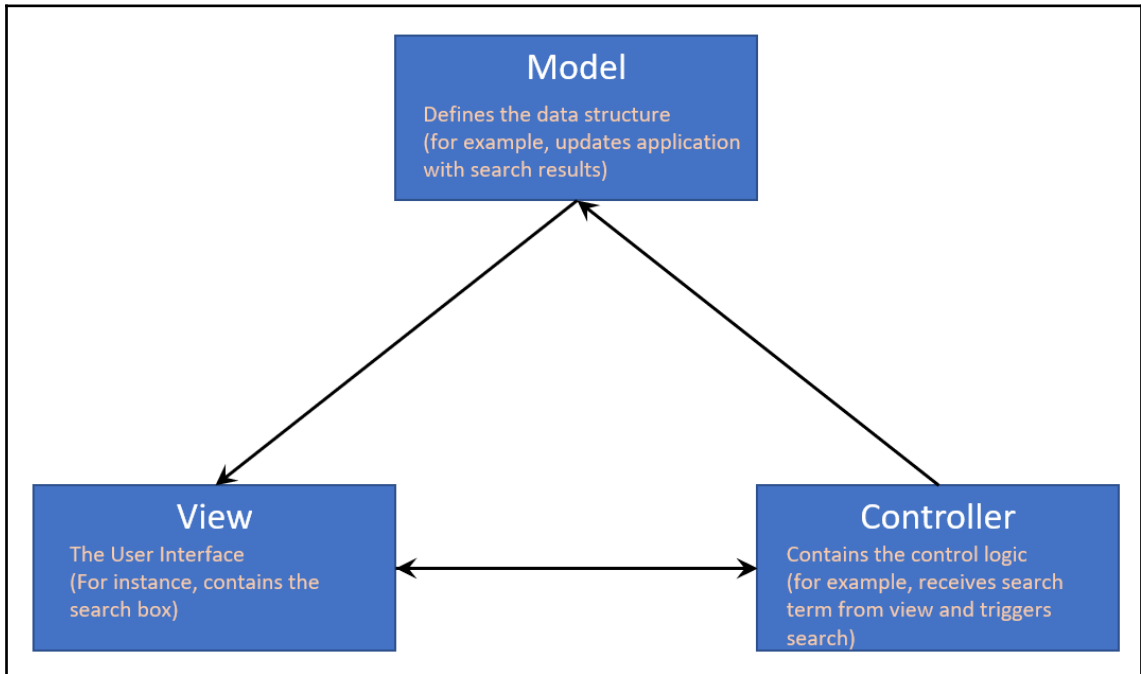 Model
Defines the data structure
(for example, updates application
with search results)
View
The User Interface
(For instance, contains the
search box)
Controller
Contains the control logic
(for example, receives search
term from view and triggers
search)